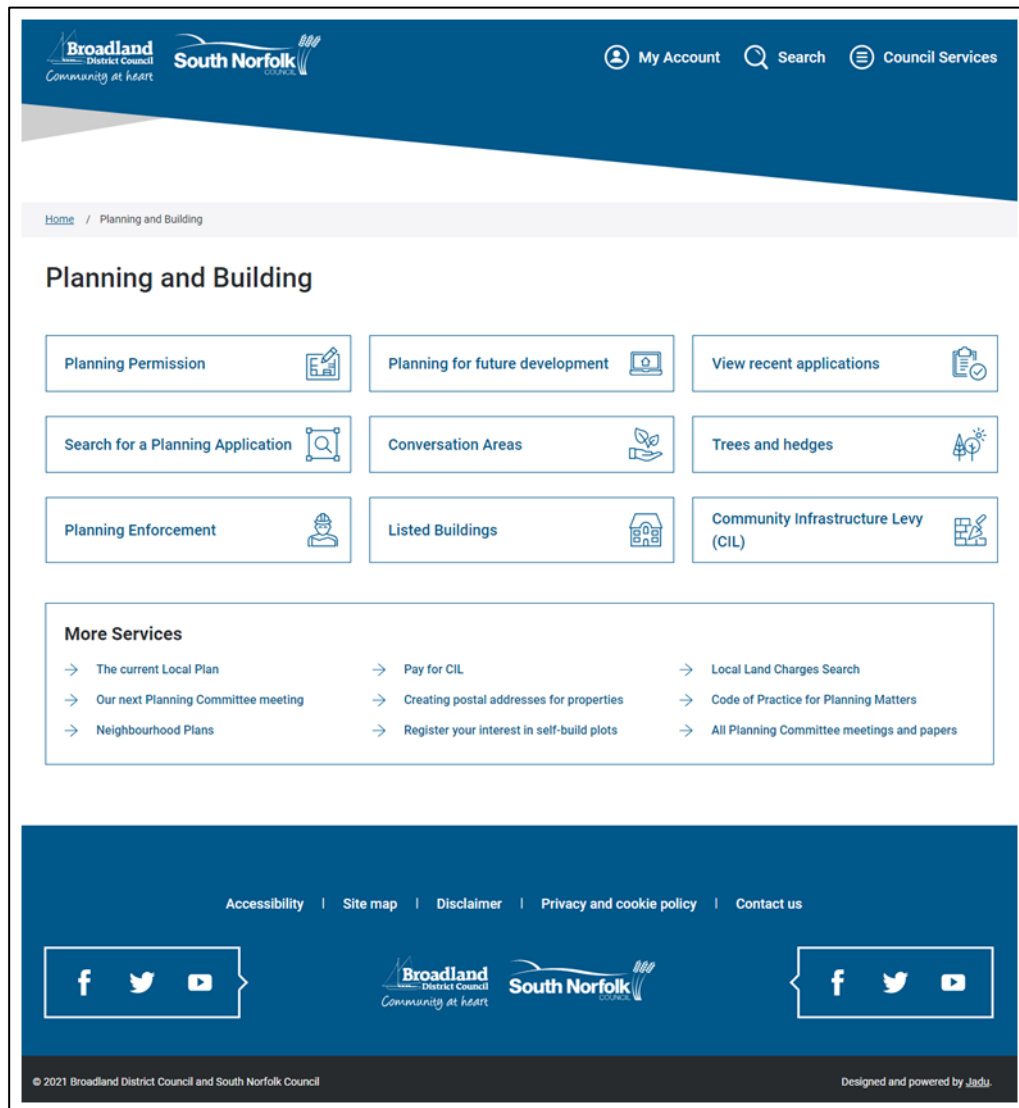 Broadland
District Council
Community at heart
South Norfolk
COUNCIL
My Account
Search
Council Services
Home / Planning and Building
Planning and Building
Planning Permission
Planning for future development
View recent applications
Search for a Planning Application
Conversation Areas
Trees and hedges
Planning Enforcement
Listed Buildings
Community Infrastructure Levy
(CIL)
More Services
The current Local Plan
Pay for CIL
Local Land Charges Search
Our next Planning Committee meeting
Creating postal addresses for properties
Code of Practice for Planning Matters
Neighbourhood Plans
Register your interest in self-build plots
All Planning Committee meetings and papers
Accessibility | Site map | Disclaimer | Privacy and cookie policy | Contact us
Broadland
District Council
Community at heart
South Norfolk
COUNCIL
© 2021 Broadland District Council and South Norfolk Council
Designed and powered by Jadu.